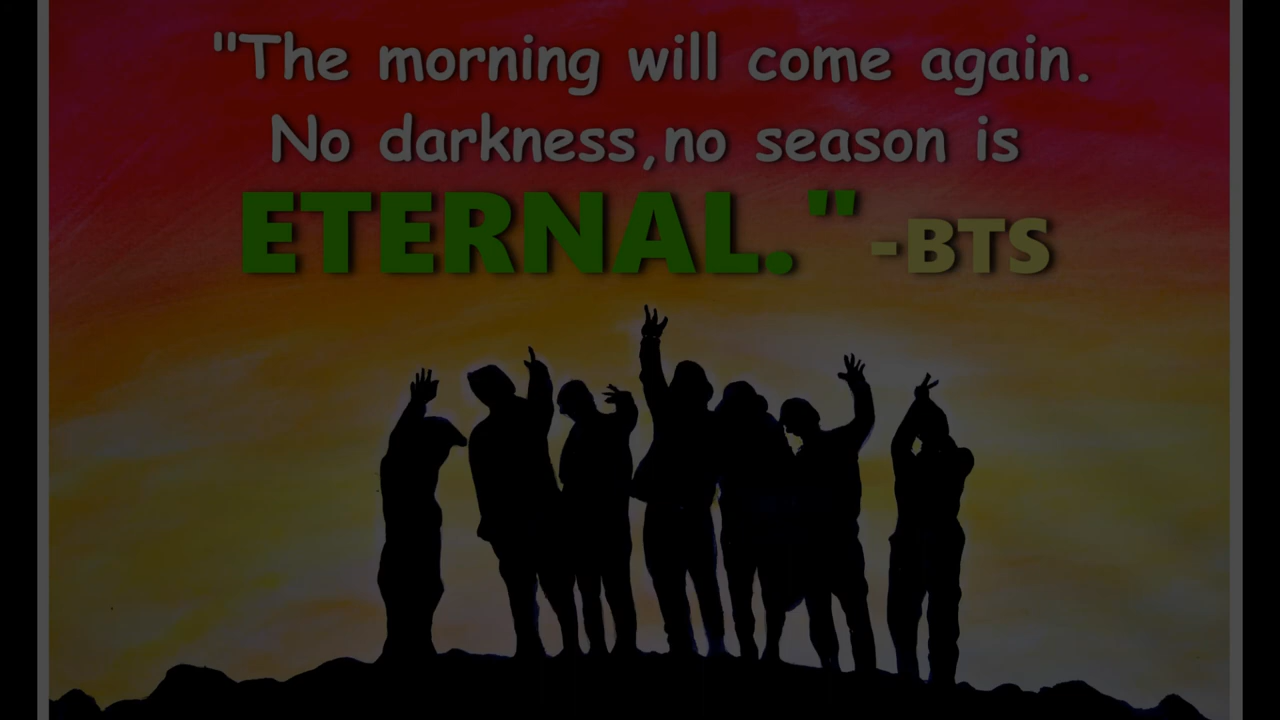 "The morning will come again.
No darkness,no season is
ETERNAL." -BTS